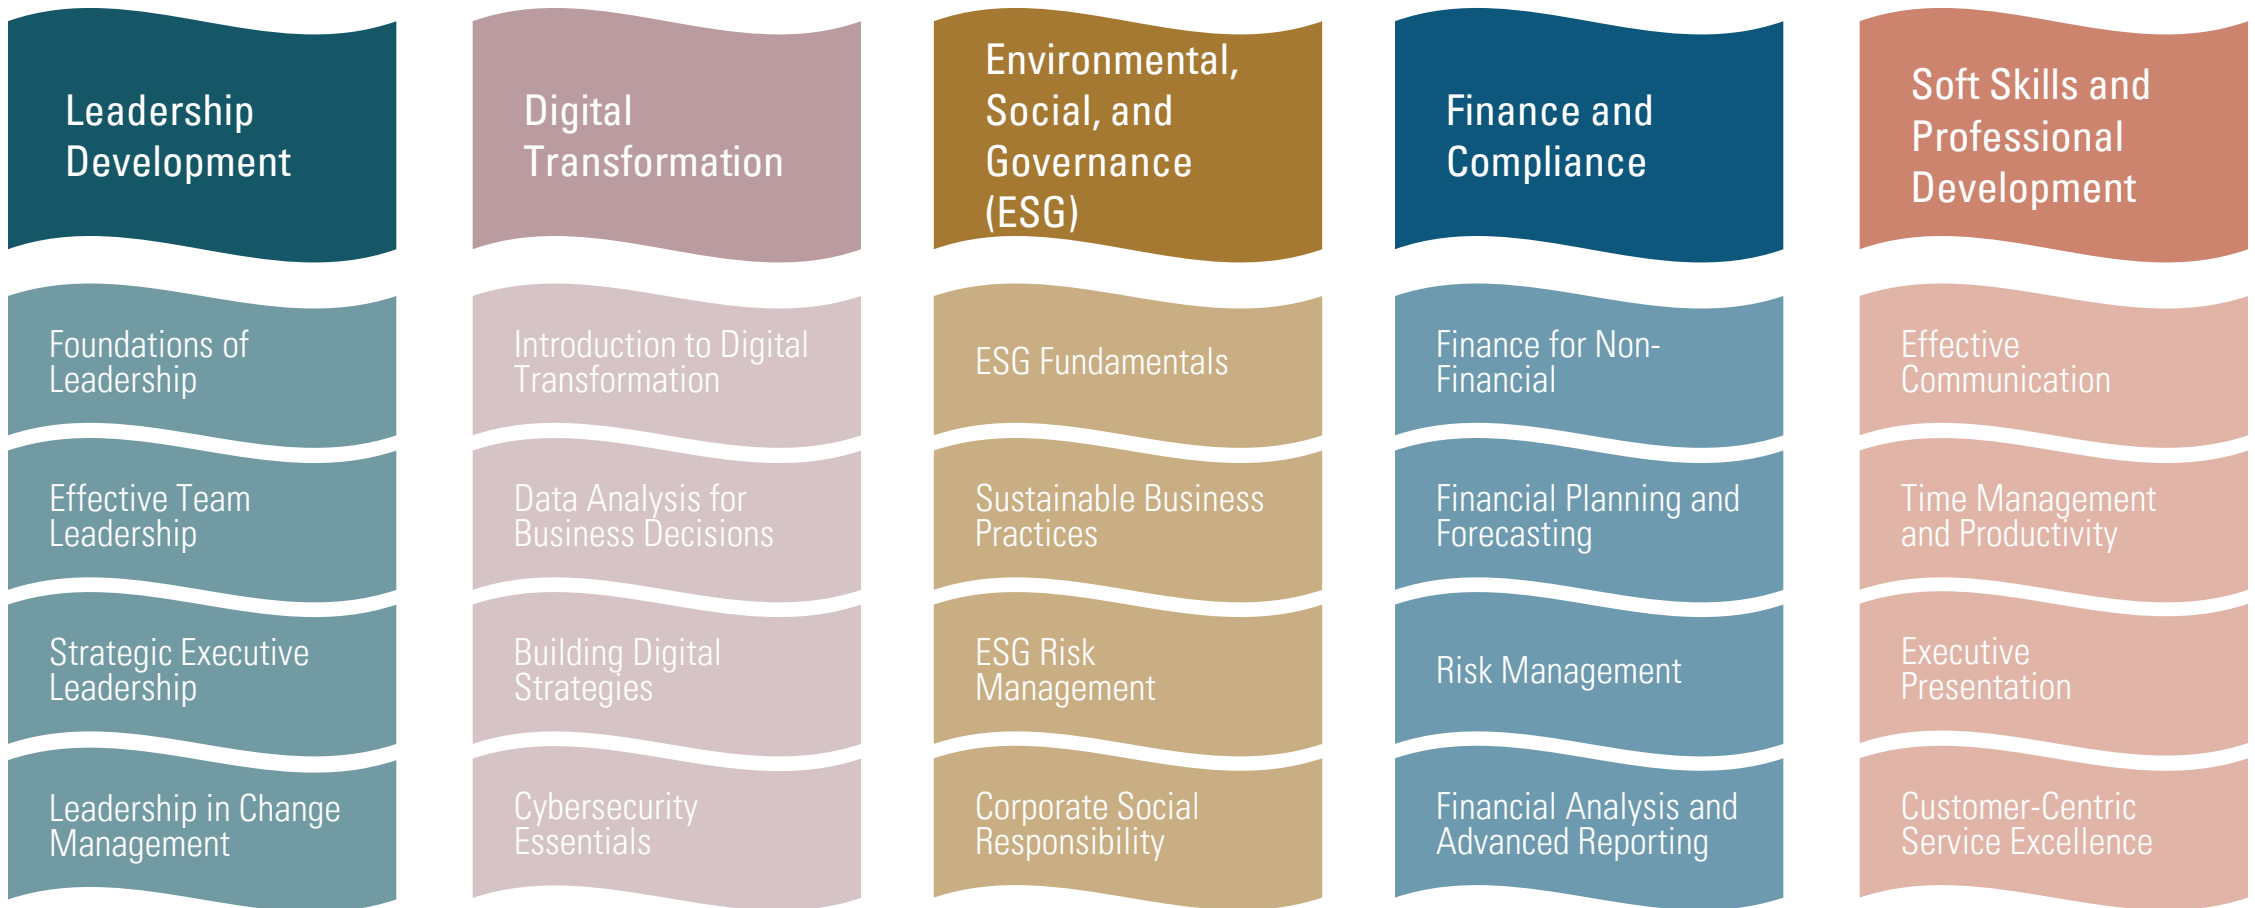 Leadership
Development
Foundations of
Leadership
Effective Team
Leadership
Strategic Executive
Leadership
Leadership in Change
Management
Digital
Transformation
Introduction to Digital
Transformation
Data Analysis for
Business Decisions
Building Digital
Strategies
Cybersecurity
Essentials
Environmental,
Social, and
Governance
(ESG)
ESG Fundamentals
Sustainable Business
Practices
ESG Risk
Management
Corporate Social
Responsibility
Finance and
Compliance
Finance for Non-
Financial
Financial Planning and
Forecasting
Risk Management
Financial Analysis and
Advanced Reporting
Soft Skills and
Professional
Development
Effective
Communication
Time Management
and Productivity
Executive
Presentation
Customer-Centric
Service Excellence